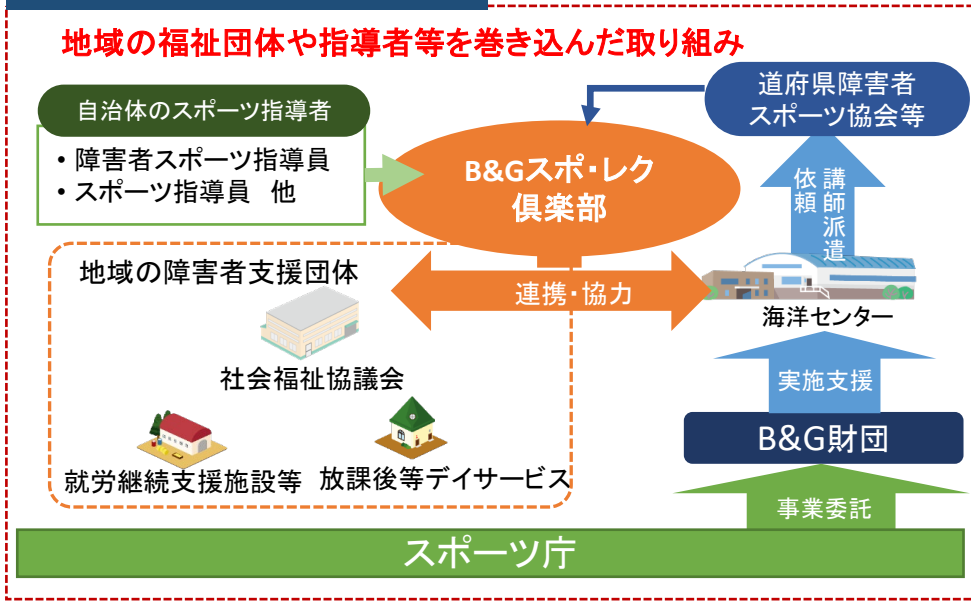 地域の福祉団体や指導者等を巻き込んだ取り組み
自治体のスポーツ指導者
・障害者スポーツ指導員
・スポーツ指導員 他
B&Gスポ・レク
倶楽部
道府県障害者
スポーツ協会等
講師派遣
依頼
地域の障害者支援団体
連携・協力
海洋センター
社会福祉協議会
実施支援
就労継続支援施設等
放課後等デイサービス
B&G財団
事業委託
スポーツ庁